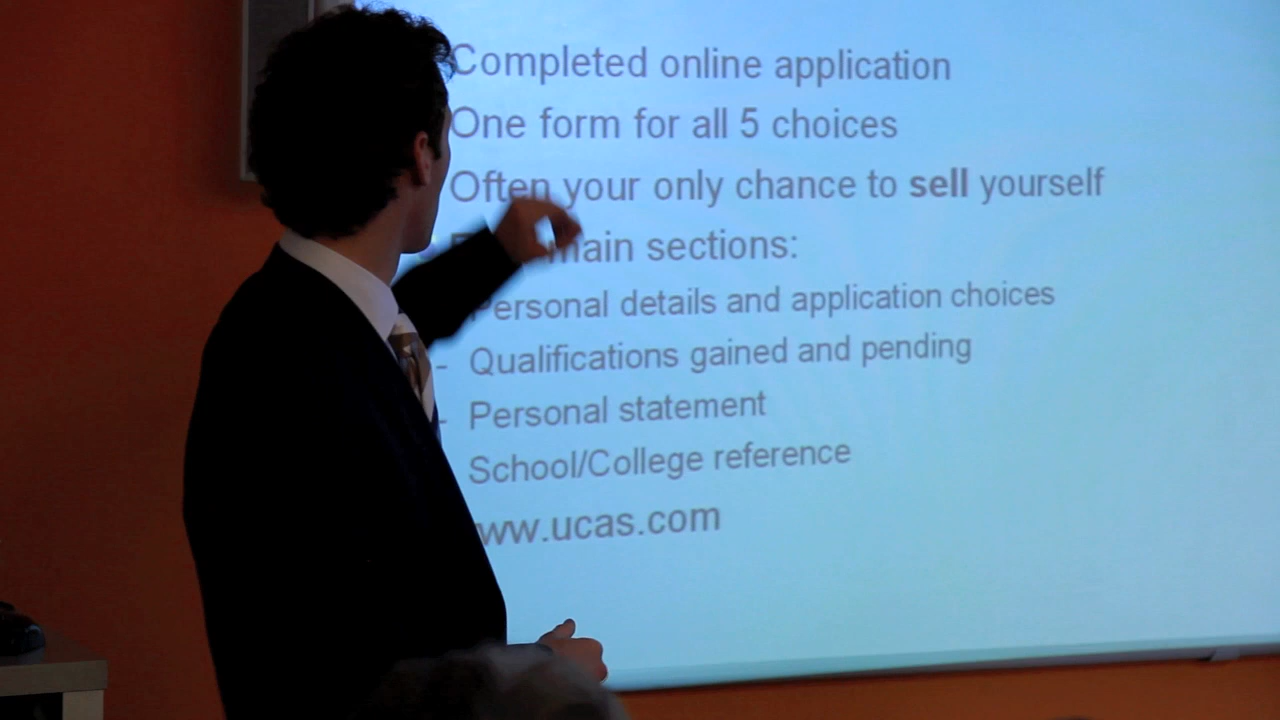 Completed online application
One form for all 5 choices
Often your only chance to sell yourself
main sections:
Personal details and application choices
- Qualifications gained and pending
- Personal statement
School/College reference
ww.ucas.com